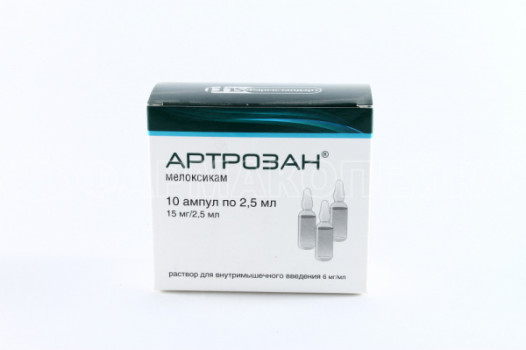 АРТРОЗАН®
мелоксикам
10 ампул по 2,5 мл
15 мг/2,5 мл
раствор для внутримышечного введения 6 мг/мл